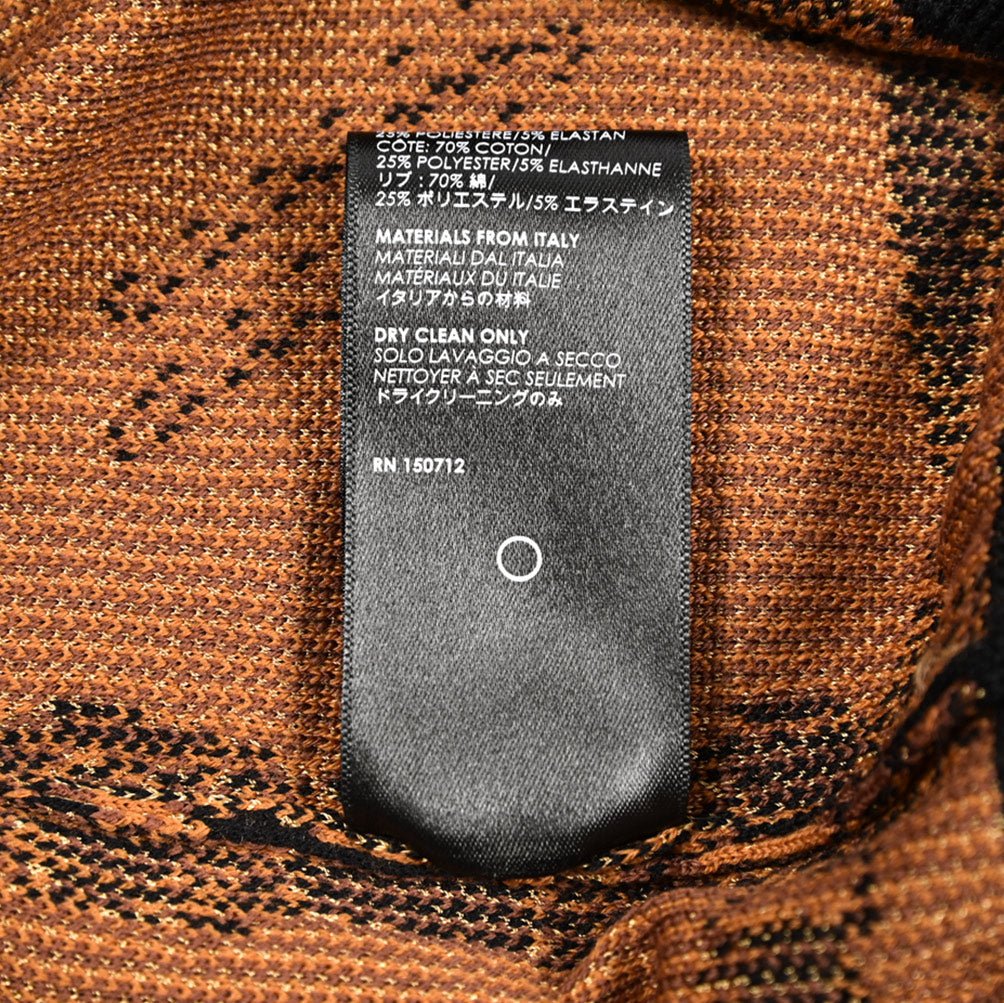 25% POLIESTERE/5% ELASTAN
CÔTE: 70% COTON/
25% POLYESTER/5% ELASTHANNE
リブ : 70% 綿/
25% ポリエステル/5% エラステイン
MATERIALS FROM ITALY
MATERIALI DAL ITALIA
MATÉRIAUX DU ITALIE
イタリアからの材料
DRY CLEAN ONLY
SOLO LAVAGGIO A SECCO
NETTOYER À SEC SEULEMENT
ドライクリーニングのみ
RN 150712